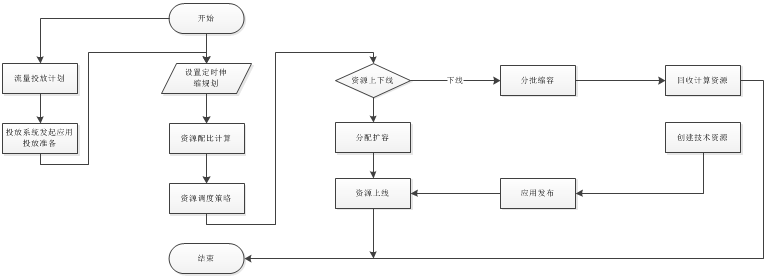 开始
流量投放计划
投放系统发起应用
投放准备
设置定时伸
缩规划
资源配比计算
资源调度策略
资源上下线
下线
分批缩容
回收计算资源
分配扩容
创建技术资源
资源上线
应用发布
结束